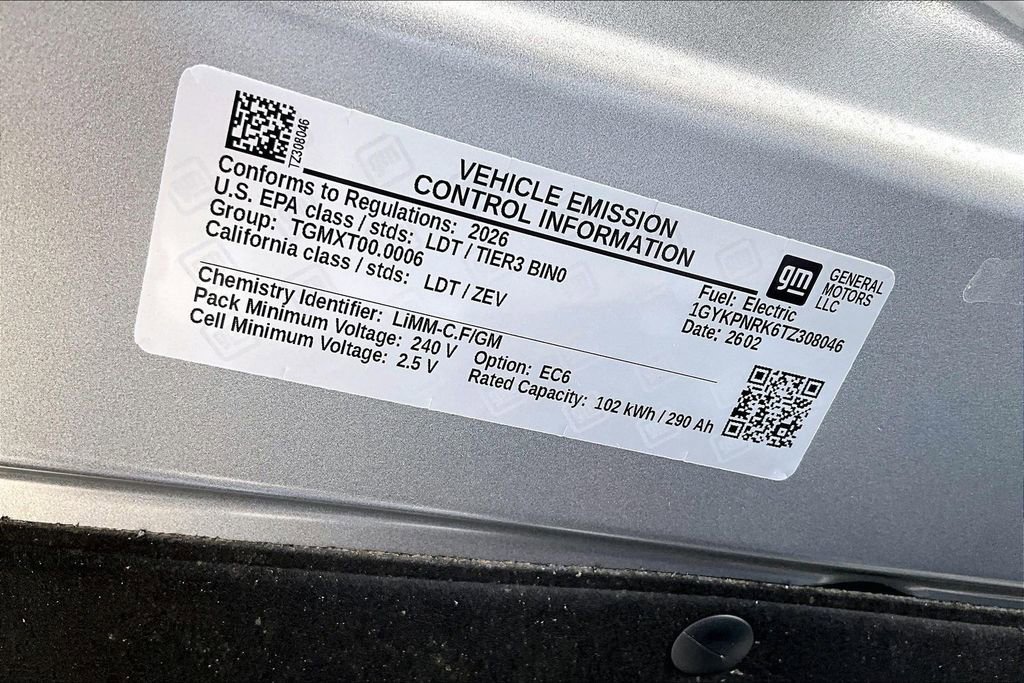 TZ308046
VEHICLE EMISSION
CONTROL INFORMATION
Conforms to Regulations: 2026
U.S. EPA class / stds: LDT / TIER3 BIN0
Group: TGMXT00.0006
California class / stds: LDT / ZEV
gm
GENERAL
MOTORS
LLC
Fuel: Electric
1GYKPNRK6TZ308046
Date: 2602
Chemistry Identifier: LiMM-C.F/GM
Pack Minimum Voltage: 240 V Option: EC6
Cell Minimum Voltage: 2.5 V Rated Capacity: 102 kWh / 290 Ah